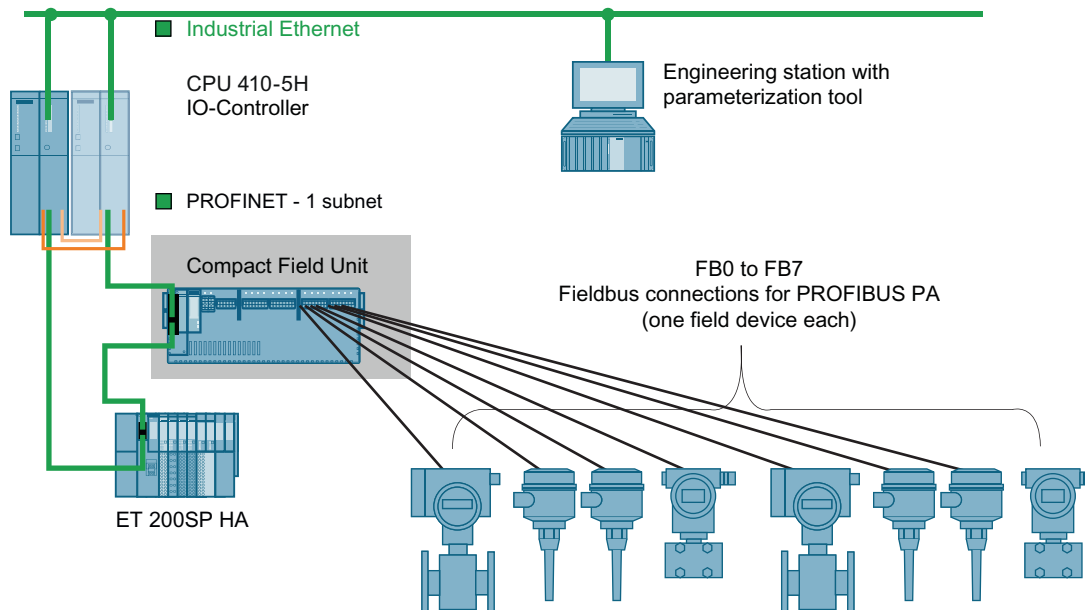 Industrial Ethernet
CPU 410-5H
IO-Controller
Engineering station with
parameterization tool
PROFINET - 1 subnet
Compact Field Unit
FB0 to FB7
Fieldbus connections for PROFIBUS PA
(one field device each)
ET 200SP HA